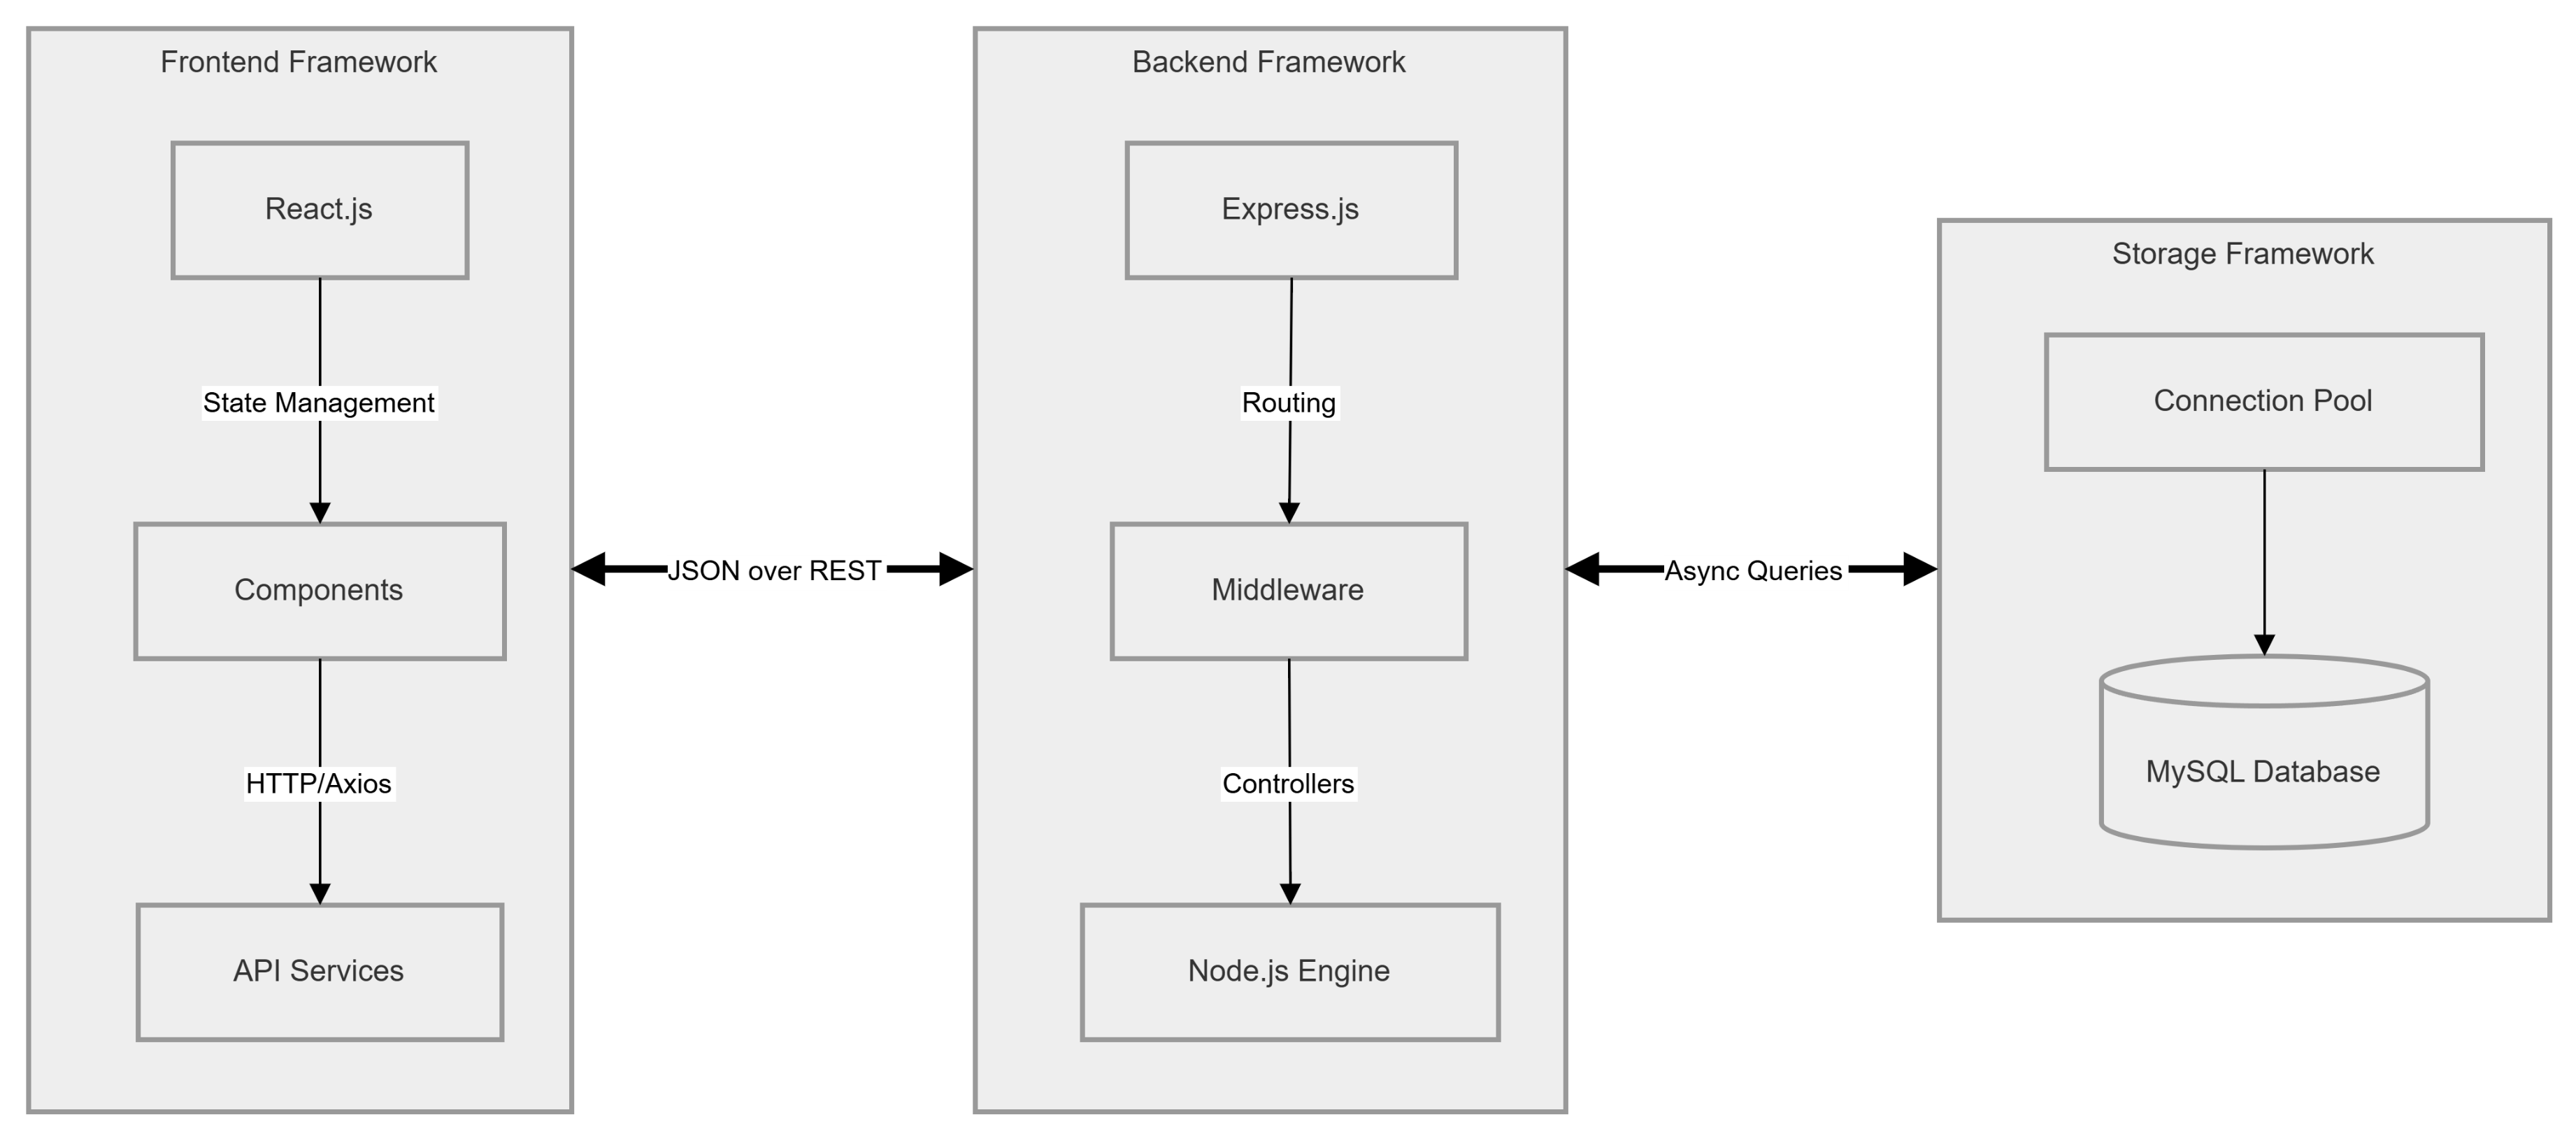 Frontend Framework
React.js
State Management
Components
HTTP/Axios
API Services
JSON over REST
Backend Framework
Express.js
Routing
Middleware
Controllers
Node.js Engine
Async Queries
Storage Framework
Connection Pool
MySQL Database